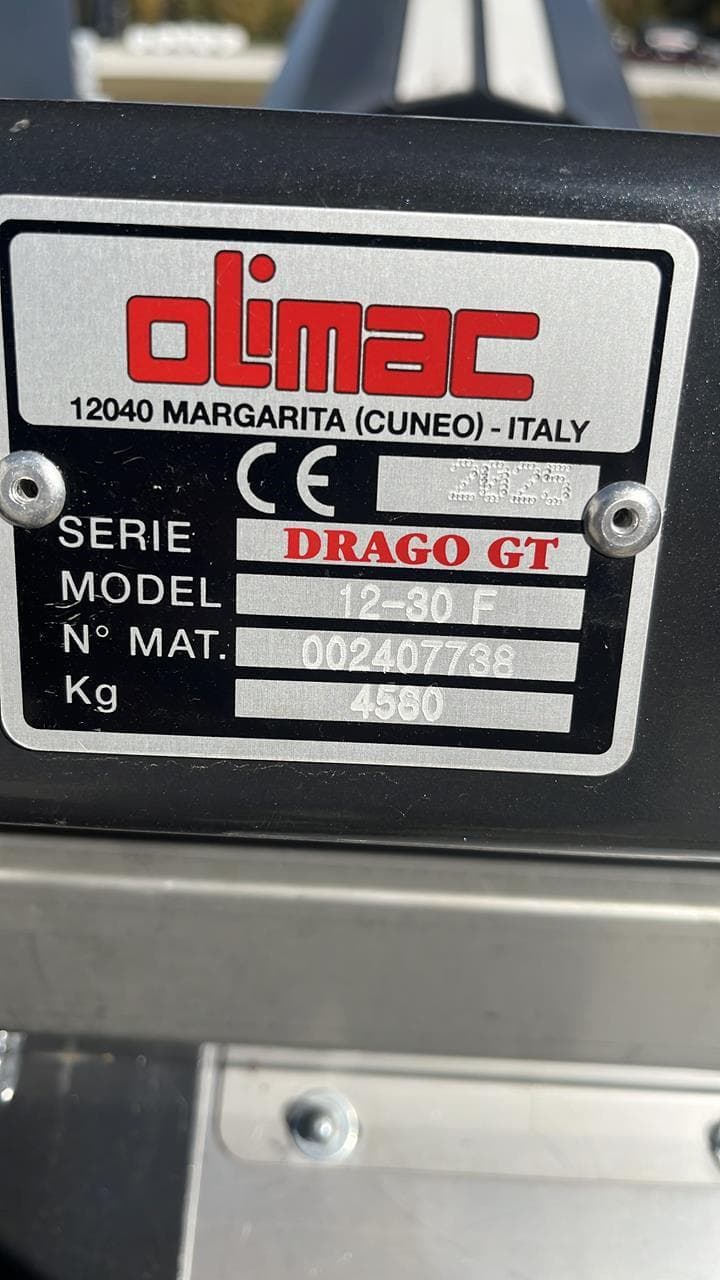 olimac
12040 MARGARITA (CUNEO) - ITALY
CE 2025
SERIE DRAGO GT
MODEL 12-30 F
N° MAT. 002407738
Kg 4580